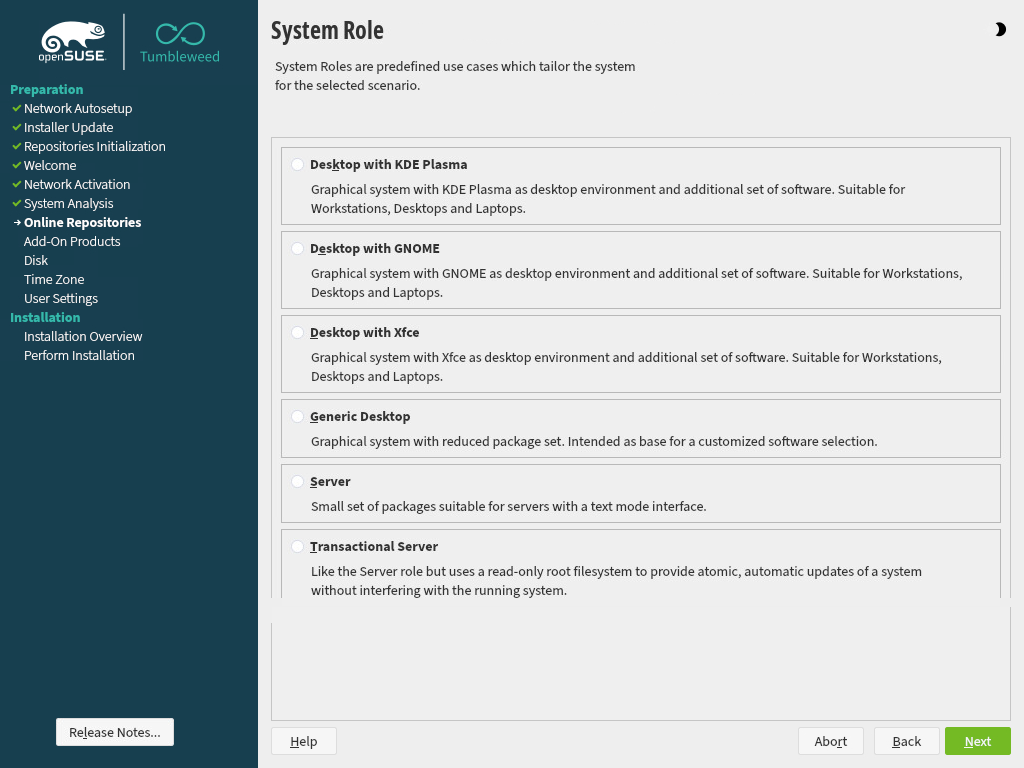 openSUSE
Tumbleweed
Preparation
Network Autosetup
Installer Update
Repositories Initialization
Welcome
Network Activation
System Analysis
Online Repositories
Add-On Products
Disk
Time Zone
User Settings
Installation
Installation Overview
Perform Installation
Release Notes...
System Role
System Roles are predefined use cases which tailor the system
for the selected scenario.
Desktop with KDE Plasma
Graphical system with KDE Plasma as desktop environment and additional set of software. Suitable for
Workstations, Desktops and Laptops.
Desktop with GNOME
Graphical system with GNOME as desktop environment and additional set of software. Suitable for Workstations,
Desktops and Laptops.
Desktop with Xfce
Graphical system with Xfce as desktop environment and additional set of software. Suitable for Workstations,
Desktops and Laptops.
Generic Desktop
Graphical system with reduced package set. Intended as base for a customized software selection.
Server
Small set of packages suitable for servers with a text mode interface.
Transactional Server
Like the Server role but uses a read-only root filesystem to provide atomic, automatic updates of a system
without interfering with the running system.
Help
Abort
Back
Next